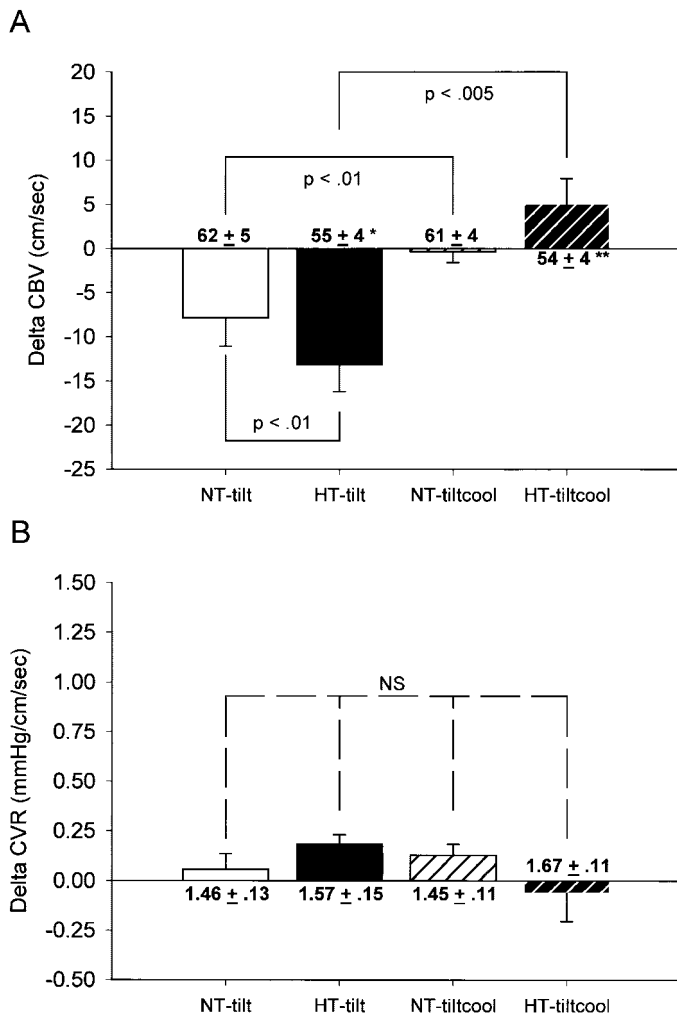 A
20
15
10
5
0
-5
-10
-15
-20
-25
Delta CBV (cm/sec)
p < .005
p < .01
62 ± 5
55 ± 4 *
61 ± 4
54 ± 4 **
p < .01
NT-tilt HT-tilt NT-tiltcool HT-tiltcool
B
1.50
1.25
1.00
0.75
0.50
0.25
0.00
-0.25
-0.50
Delta CVR (mmHg/cm/sec)
NS
1.46 ± .13
1.57 ± .15
1.45 ± .11
1.67 ± .11
NT-tilt HT-tilt NT-tiltcool HT-tiltcool